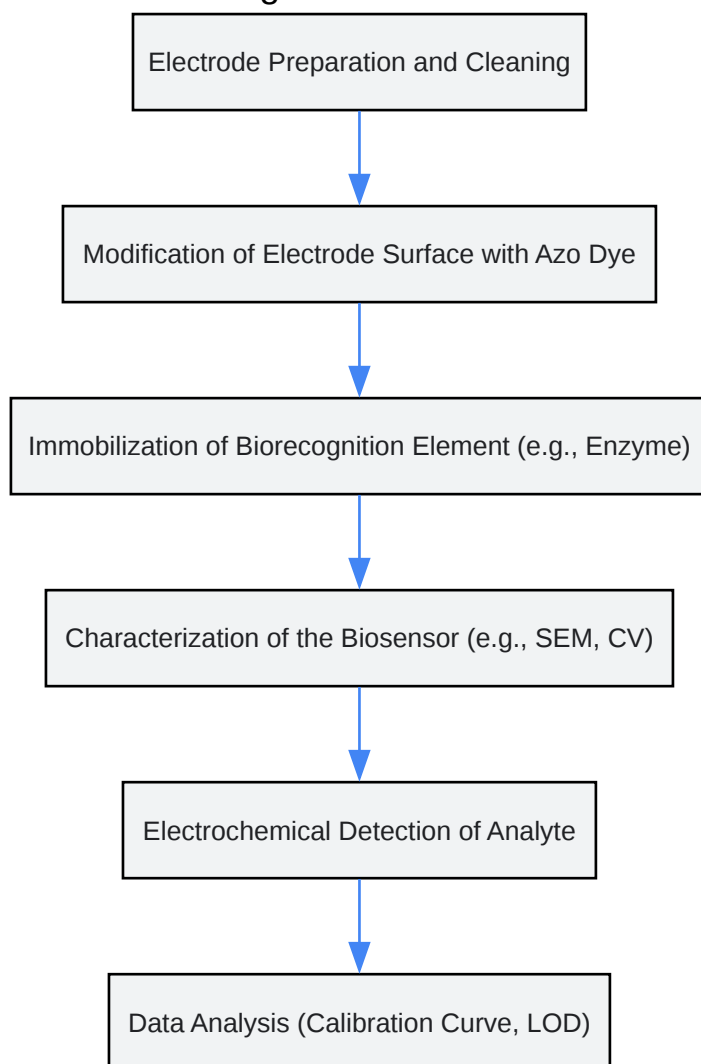 Electrode Preparation and Cleaning
Modification of Electrode Surface with Azo Dye
Immobilization of Biorecognition Element (e.g., Enzyme)
Characterization of the Biosensor (e.g., SEM, CV)
Electrochemical Detection of Analyte
Data Analysis (Calibration Curve, LOD)